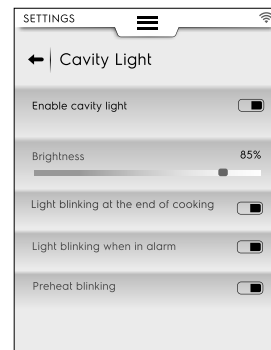 SETTINGS
Cavity Light
Enable cavity light
Brightness 85%
Light blinking at the end of cooking
Light blinking when in alarm
Preheat blinking